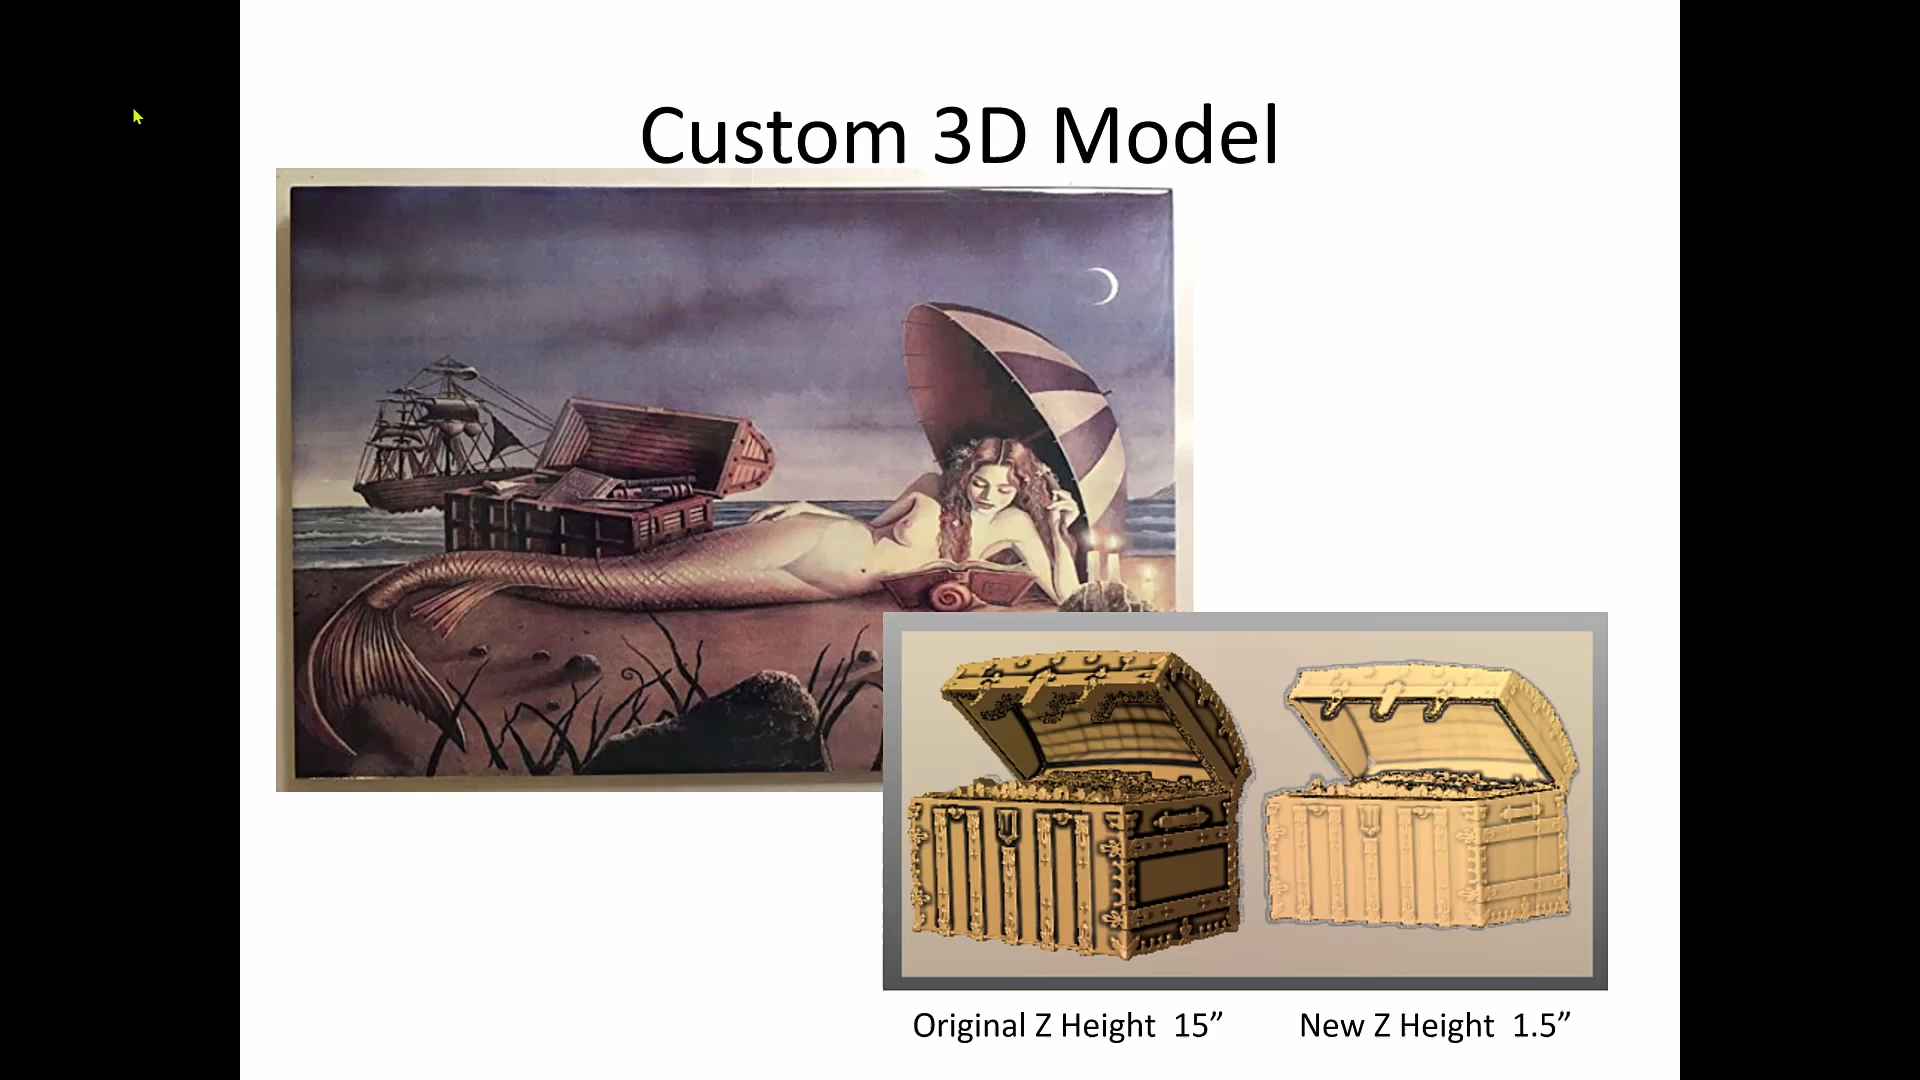 Custom 3D Model
Original Z Height  15”
New Z Height  1.5”